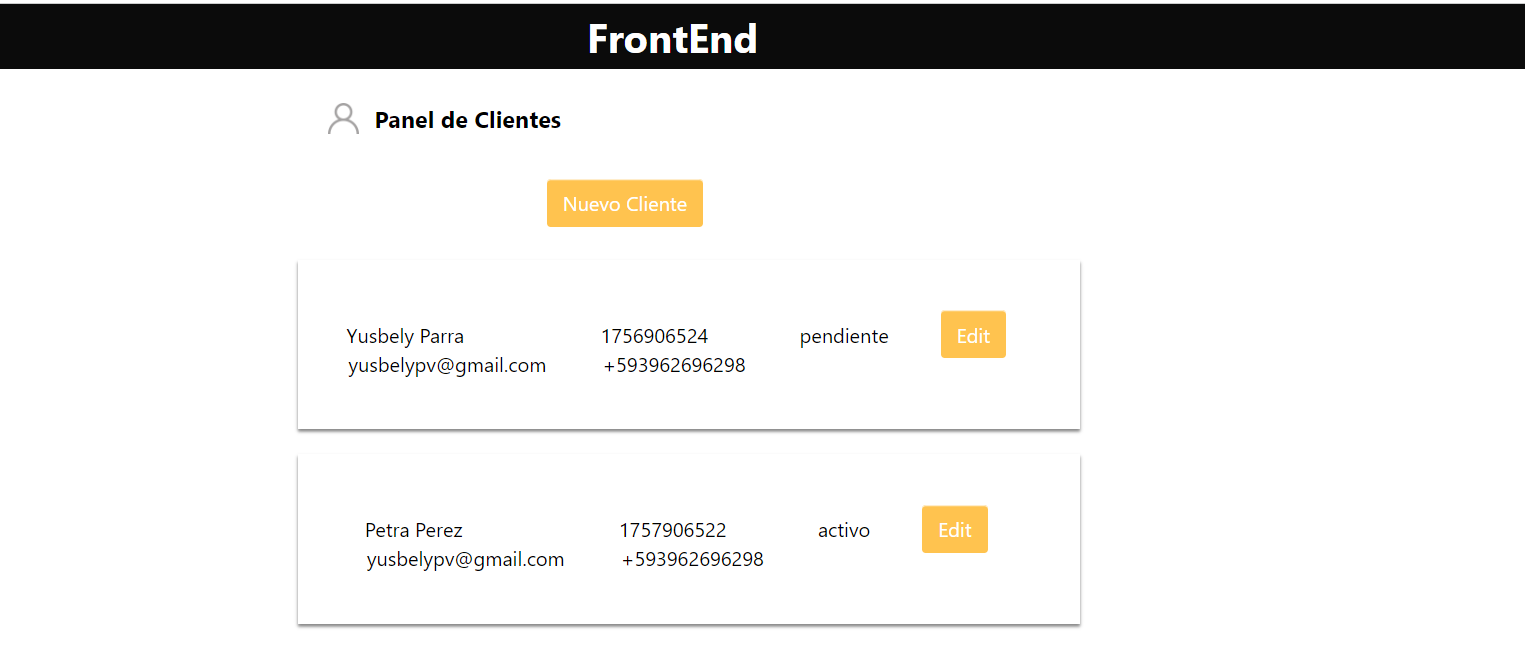 FrontEnd
Panel de Clientes
Nuevo Cliente
Yusbely Parra 1756906524 pendiente Edit
yusbelypv@gmail.com +593962696298
Petra Perez 1757906522 activo Edit
yusbelypv@gmail.com +593962696298